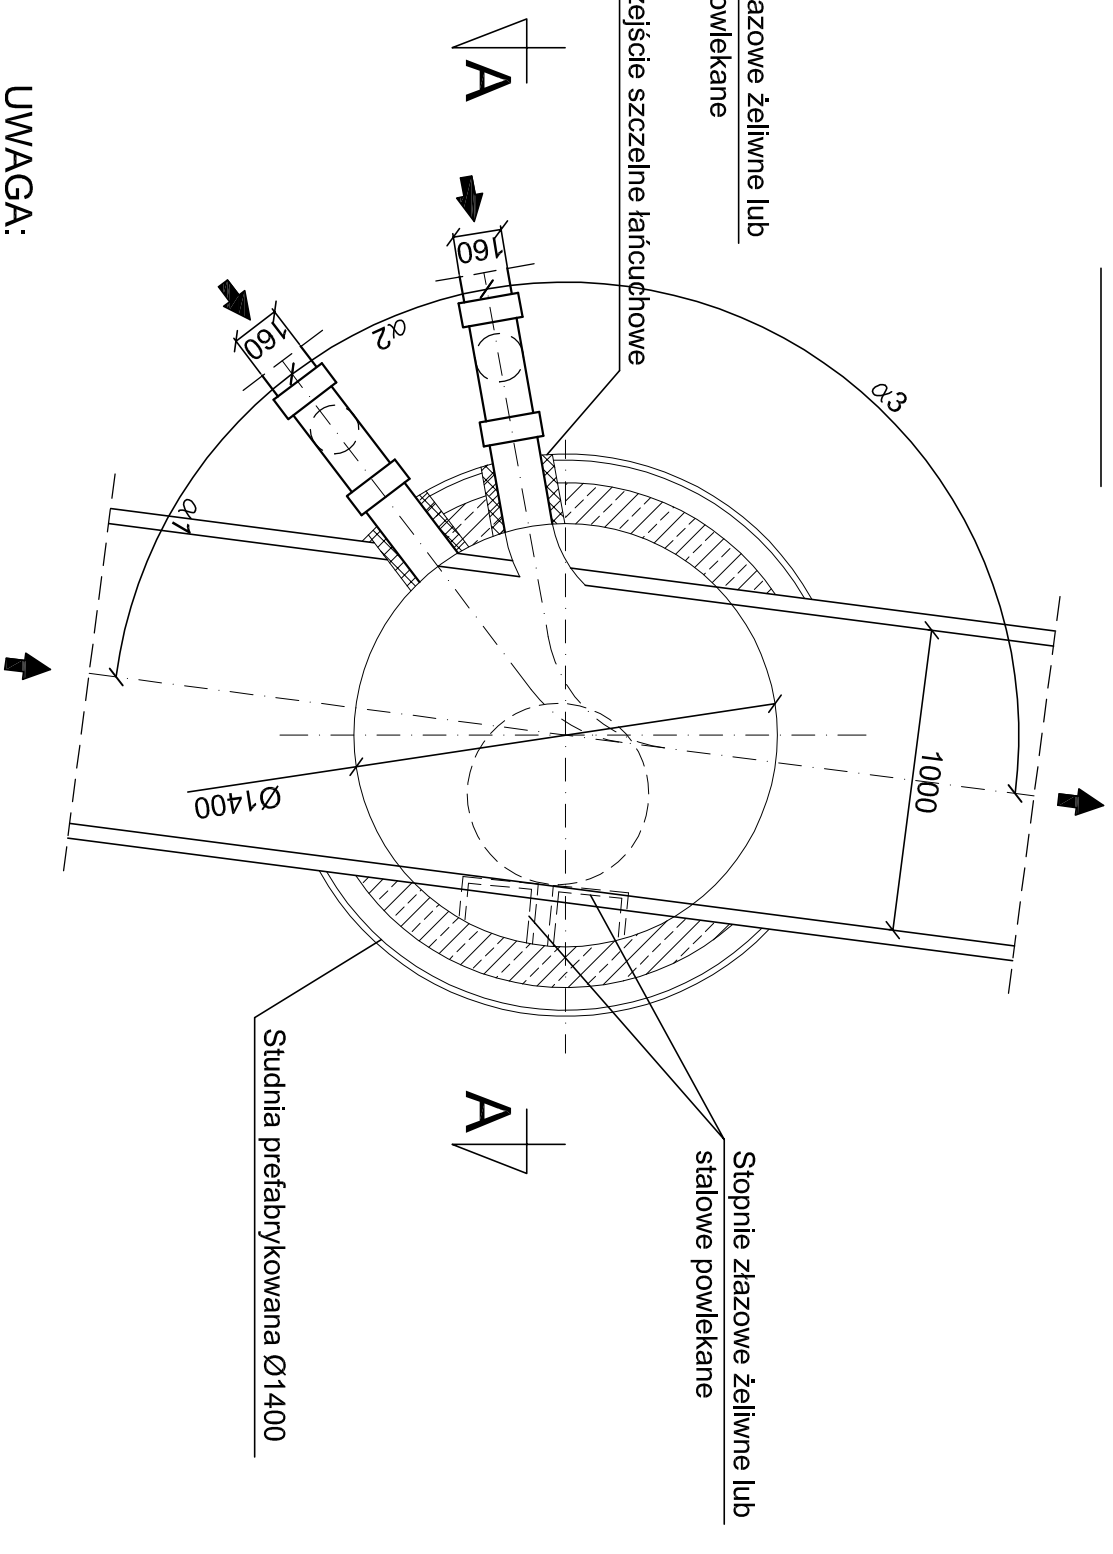 azowe żeliwne lub
owlekane
zejście szczelne łańcuchowe
A
160
160
α1
α2
α3
Ø1400
1000
A
Stopnie złazowe żeliwne lub
stalowe powlekane
Studnia prefabrykowana Ø1400
UWAGA: